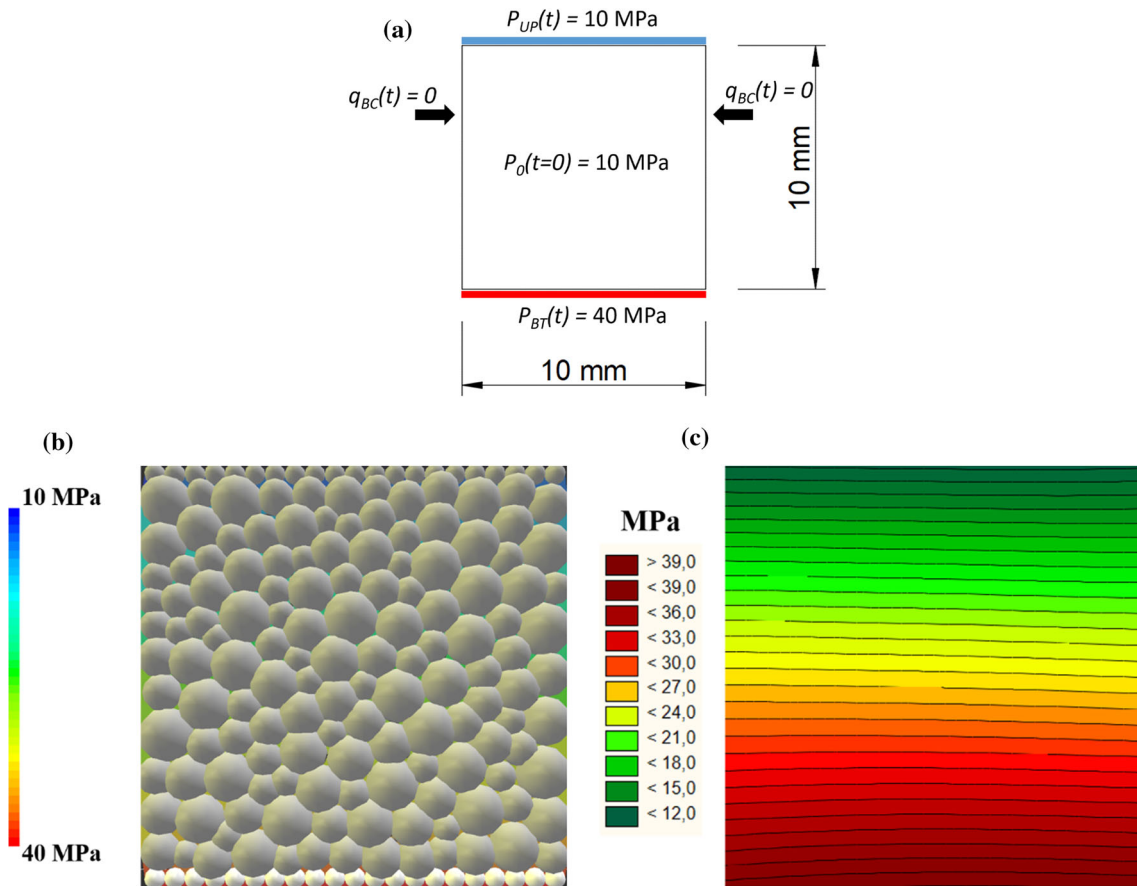 (a)
P_UP(t) = 10 MPa
q_BC(t) = 0
q_BC(t) = 0
P_0(t=0) = 10 MPa
10 mm
P_BT(t) = 40 MPa
10 mm
(b)
10 MPa
40 MPa
(c)
MPa
> 39,0
< 39,0
< 36,0
< 33,0
< 30,0
< 27,0
< 24,0
< 21,0
< 18,0
< 15,0
< 12,0